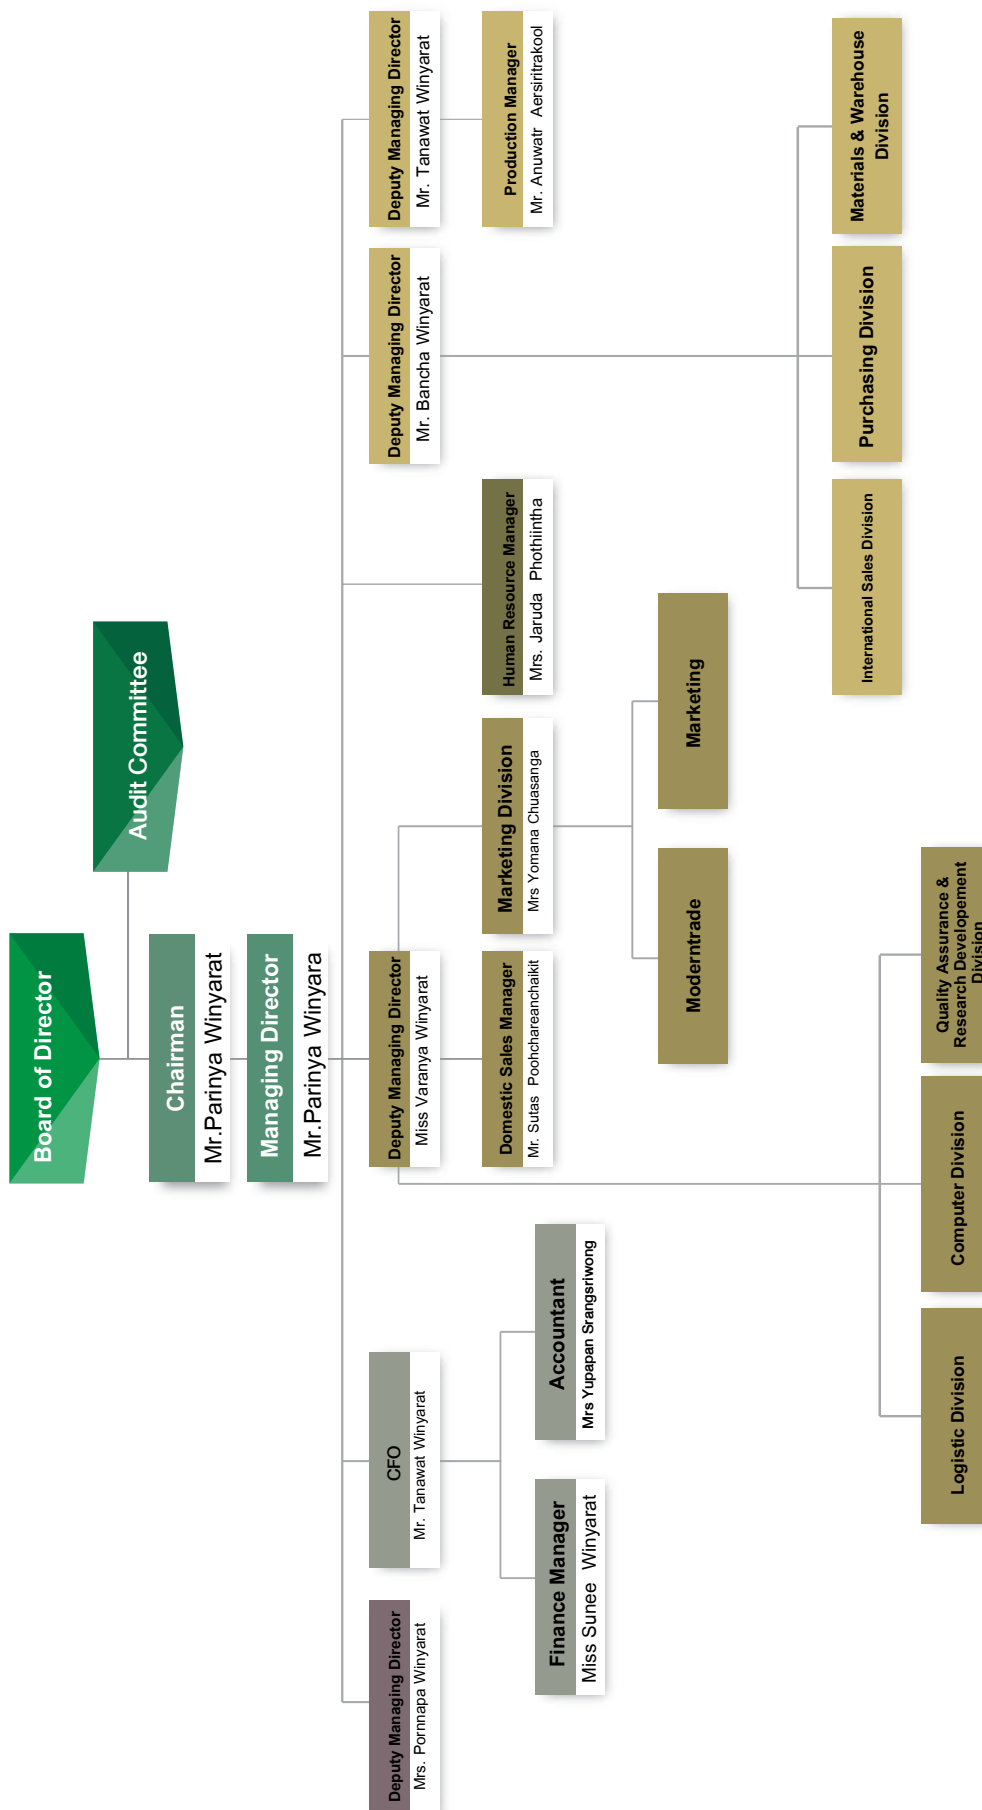 Board of Director
Audit Committee
Chairman
Mr.Parinya Winyarat
Managing Director
Mr.Parinya Winyara
Deputy Managing Director
Mrs. Pornnapa Winyarat
CFO
Mr. Tanawat Winyarat
Deputy Managing Director
Miss Varanya Winyarat
Deputy Managing Director
Mr. Bancha Winyarat
Deputy Managing Director
Mr. Tanawat Winyarat
Domestic Sales Manager
Mr. Sutas Poohchareanchaikit
Marketing Division
Mrs Yomana Chuasanga
Human Resource Manager
Mrs. Jaruda Phothiintha
Production Manager
Mr. Anuwatr Aersiritrakool
Finance Manager
Miss Sunee Winyarat
Accountant
Mrs Yupapan Srangsriwong
Moderntrade
Marketing
International Sales Division
Purchasing Division
Materials & Warehouse
Division
Logistic Division
Computer Division
Quality Assurance &
Research Developement
Division